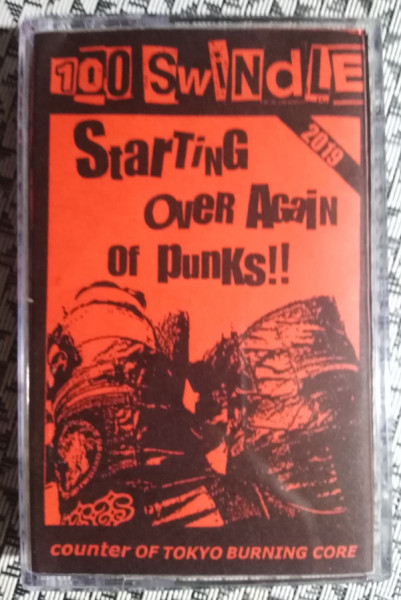 100 SWiNdLE
2019
StarTiNG
OveR AGaiN
Of punKs!!
counter OF TOKYO BURNING CORE